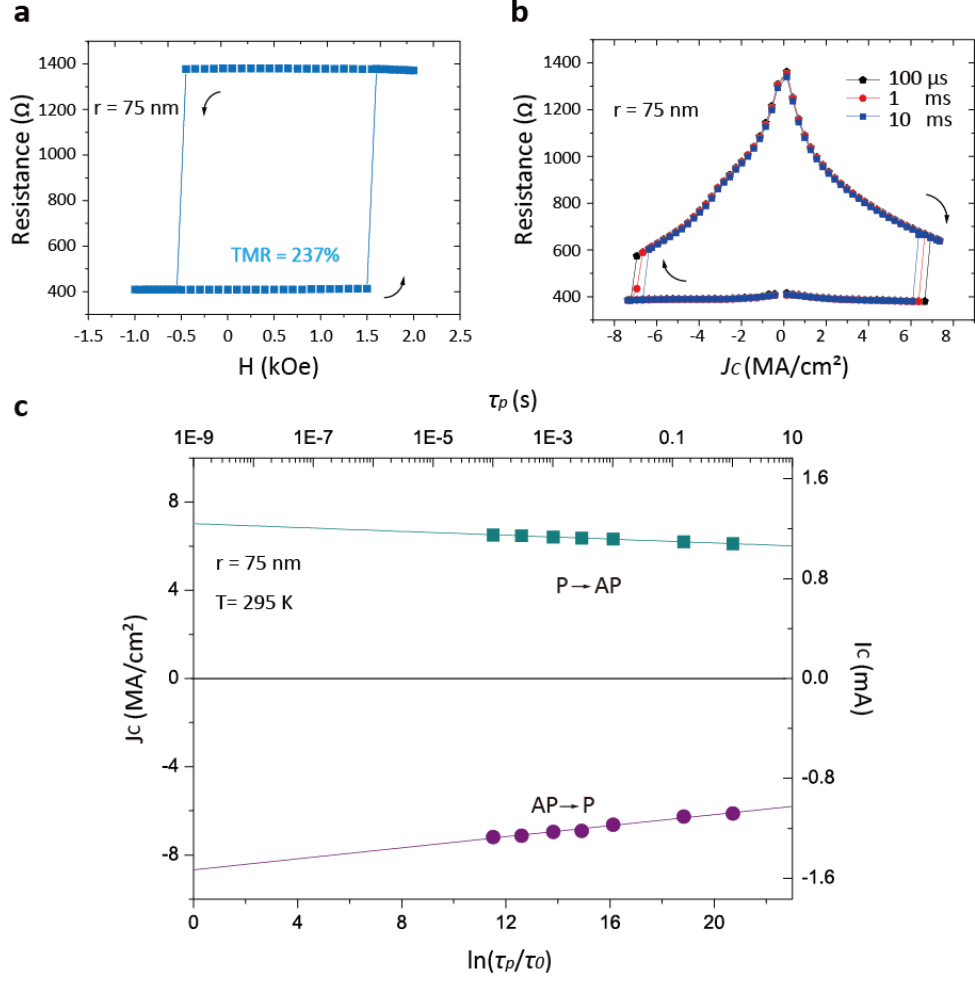 a
1400
1200
1000
800
600
400
Resistance (Ω)
r = 75 nm
TMR = 237%
-1.5 -1.0 -0.5 0 0.5 1.0 1.5 2.0 2.5
H (kOe)
b
1400
1200
1000
800
600
400
Resistance (Ω)
r = 75 nm
100 μs
1 ms
10 ms
-8 -6 -4 -2 0 2 4 6 8
JC (MA/cm²)
c
τp (s)
1E-9 1E-7 1E-5 1E-3 0.1 10
8
4
0
-4
-8
JC (MA/cm²)
r = 75 nm
T= 295 K
P→AP
AP→P
1.6
0.8
0.0
-0.8
-1.6
IC (mA)
0 4 8 12 16 20
ln(τp/τ0)